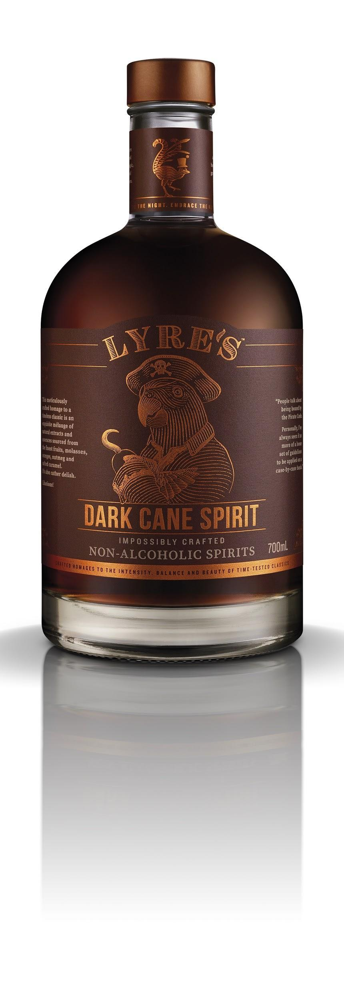 THE NIGHT. EMBRACE THE
LYRE'S™
This meticulously
crafted homage to a
timeless classic is an
exquisite mélange of
natural extracts and
essences sourced from
the finest fruits, molasses,
oranges, nutmeg and
salted caramel.
It's also rather delish.
Libations!
"People talk about
being bound by
the Pirate Code.
Personally, I've
always seen it as
more of a loose
set of guidelines
to be applied on a
case-by-case basis."
DARK CANE SPIRIT
IMPOSSIBLY CRAFTED
NON-ALCOHOLIC SPIRITS
700mL
CRAFTED HOMAGES TO THE INTENSITY, BALANCE AND BEAUTY OF TIME-TESTED CLASSICS